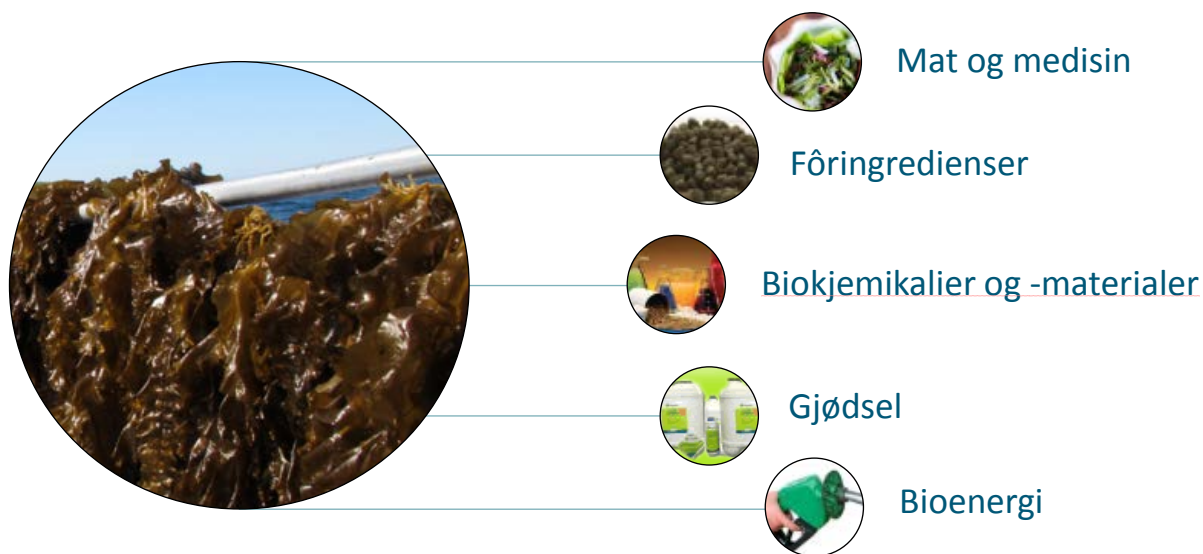 Mat og medisin
Fôringredienser
Biokjemikalier og -materialer
Gjødsel
Bioenergi